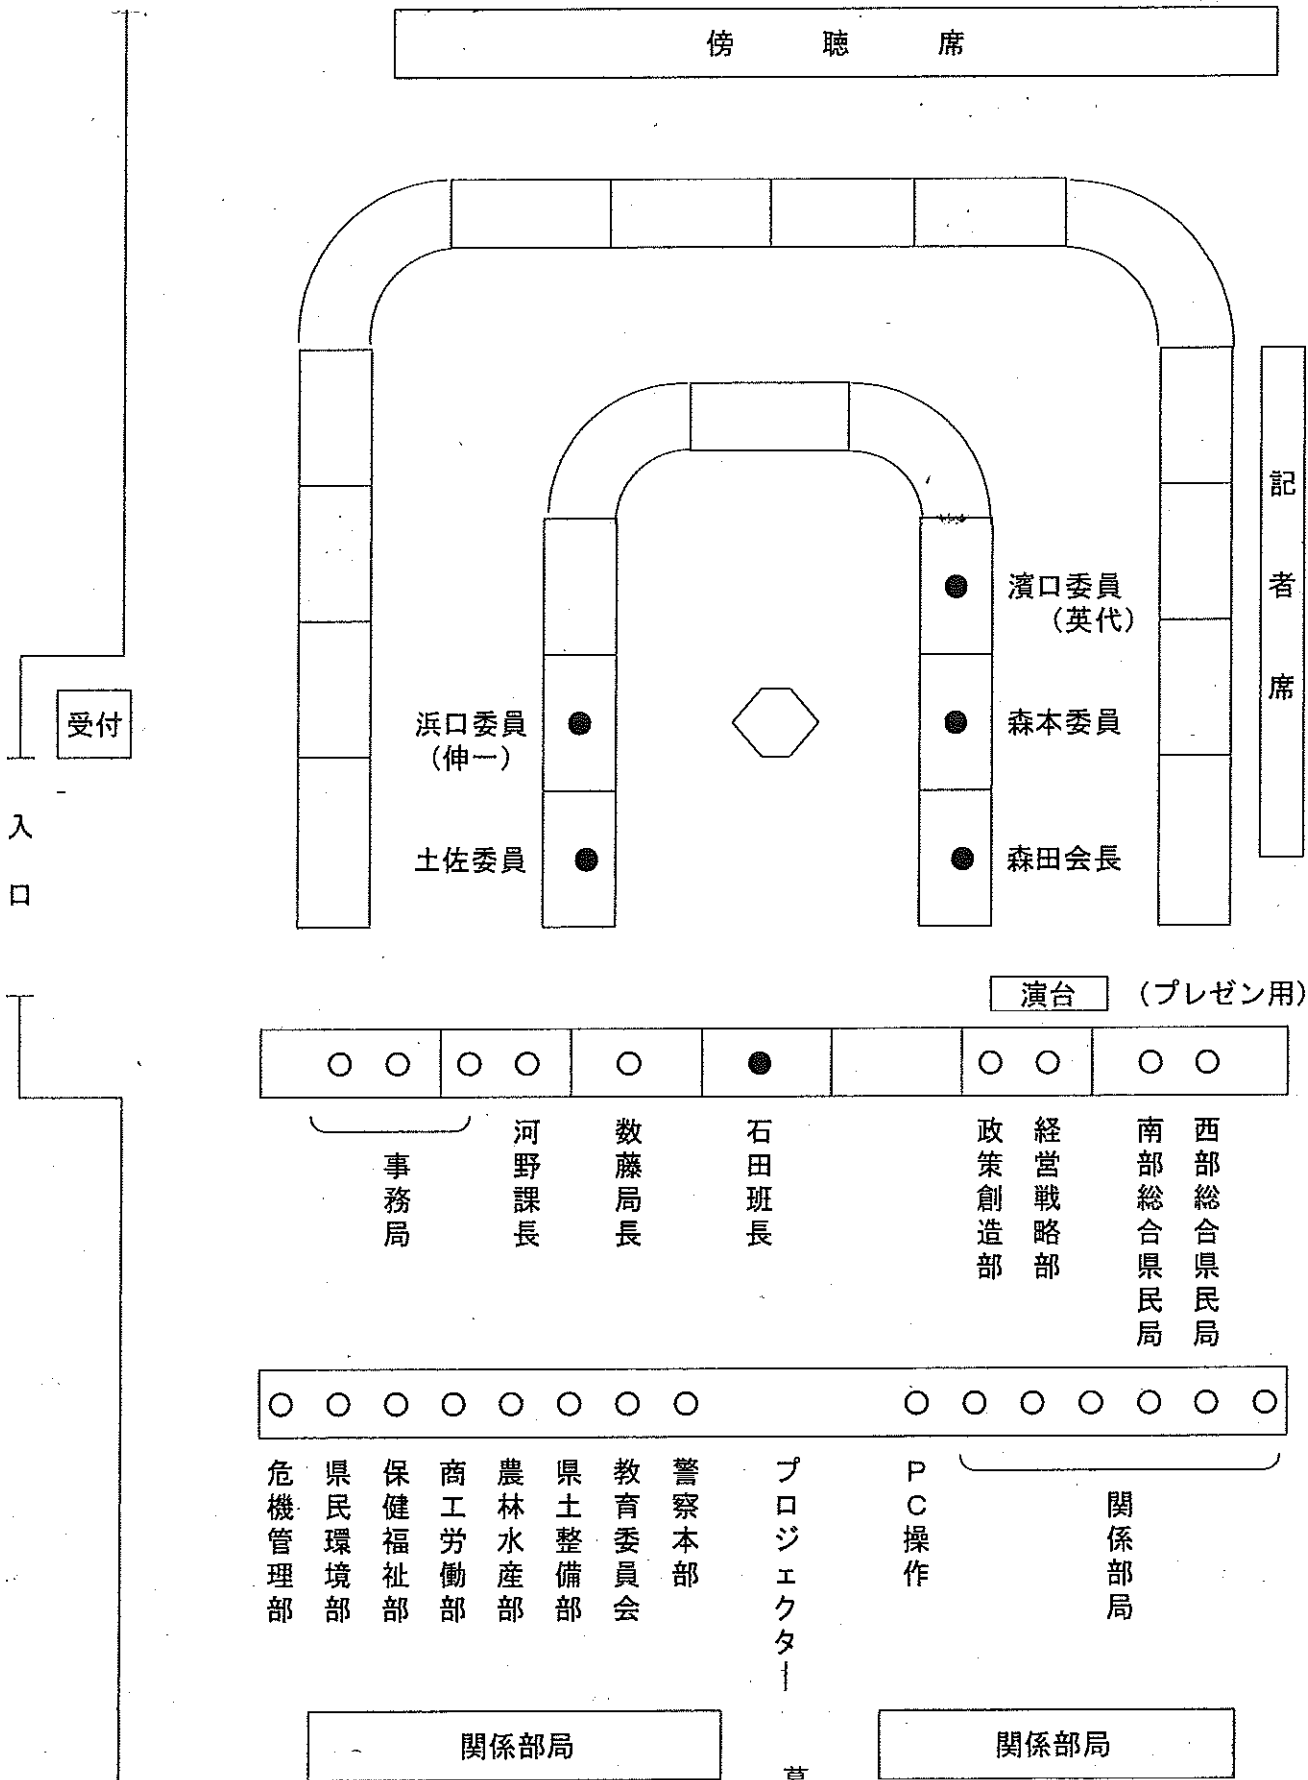 傍聴席
記者席
受付
入口
濱口委員
(英代)
浜口委員
(伸一)
森本委員
土佐委員
森田会長
演台
(プレゼン用)
事務局
河野課長
数藤局長
石田班長
政策創造部
経営戦略部
南部総合県民局
西部総合県民局
危機管理部
県民環境部
保健福祉部
商工労働部
農林水産部
県土整備部
教育委員会
警察本部
プロジェクター
PC操作
関係部局
関係部局
関係部局